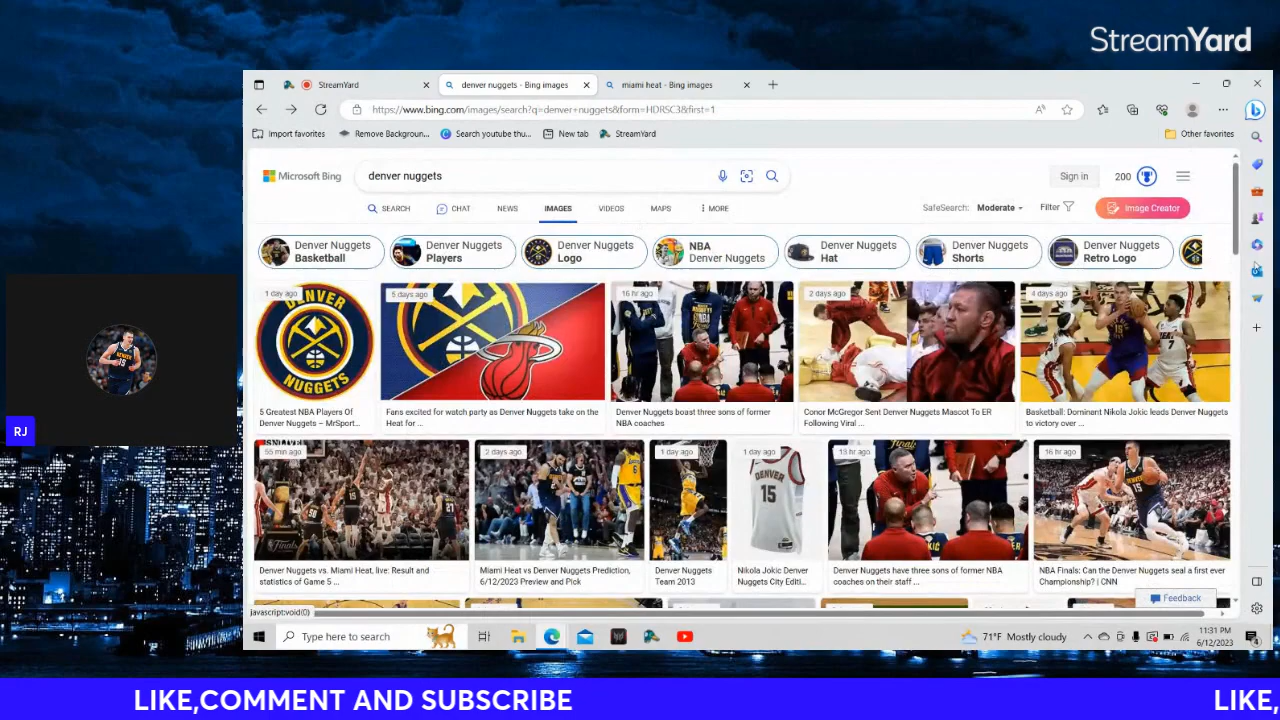 StreamYard
StreamYard
denver nuggets - Bing images
miami heat - Bing images
https://www.bing.com/images/search?q=denver+nuggets&form=HDRSC3&first=1
Import favorites
Remove Backgroun...
Search youtube thu...
New tab
StreamYard
Other favorites
Microsoft Bing
denver nuggets
Sign in
200
SEARCH
CHAT
NEWS
IMAGES
VIDEOS
MAPS
MORE
SafeSearch: Moderate
Filter
Image Creator
Denver Nuggets
Basketball
Denver Nuggets
Players
Denver Nuggets
Logo
NBA
Denver Nuggets
Denver Nuggets
Hat
Denver Nuggets
Shorts
Denver Nuggets
Retro Logo
1 day ago
DENVER
NUGGETS
5 Greatest NBA Players Of
Denver Nuggets – MrSport...
5 days ago
Fans excited for watch party as Denver Nuggets take on the
Heat for ...
16 hr ago
Denver Nuggets boast three sons of former
NBA coaches
2 days ago
Conor McGregor Sent Denver Nuggets Mascot To ER
Following Viral ...
4 days ago
Basketball: Dominant Nikola Jokic leads Denver Nuggets
to victory over ...
55 min ago
Denver Nuggets vs. Miami Heat, live: Result and
statistics of Game 5 ...
2 days ago
Miami Heat vs Denver Nuggets Prediction,
6/12/2023 Preview and Pick
1 day ago
Denver Nuggets
Team 2013
1 day ago
DENVER
15
Nikola Jokic Denver
Nuggets City Editi...
13 hr ago
Denver Nuggets have three sons of former NBA
coaches on their staff ...
16 hr ago
NBA Finals: Can the Denver Nuggets seal a first ever
Championship? | CNN
Feedback
javascript:void(0)
Type here to search
71°F Mostly cloudy
11:31 PM
6/12/2023
4
RJ
LIKE,COMMENT AND SUBSCRIBE
LIKE,